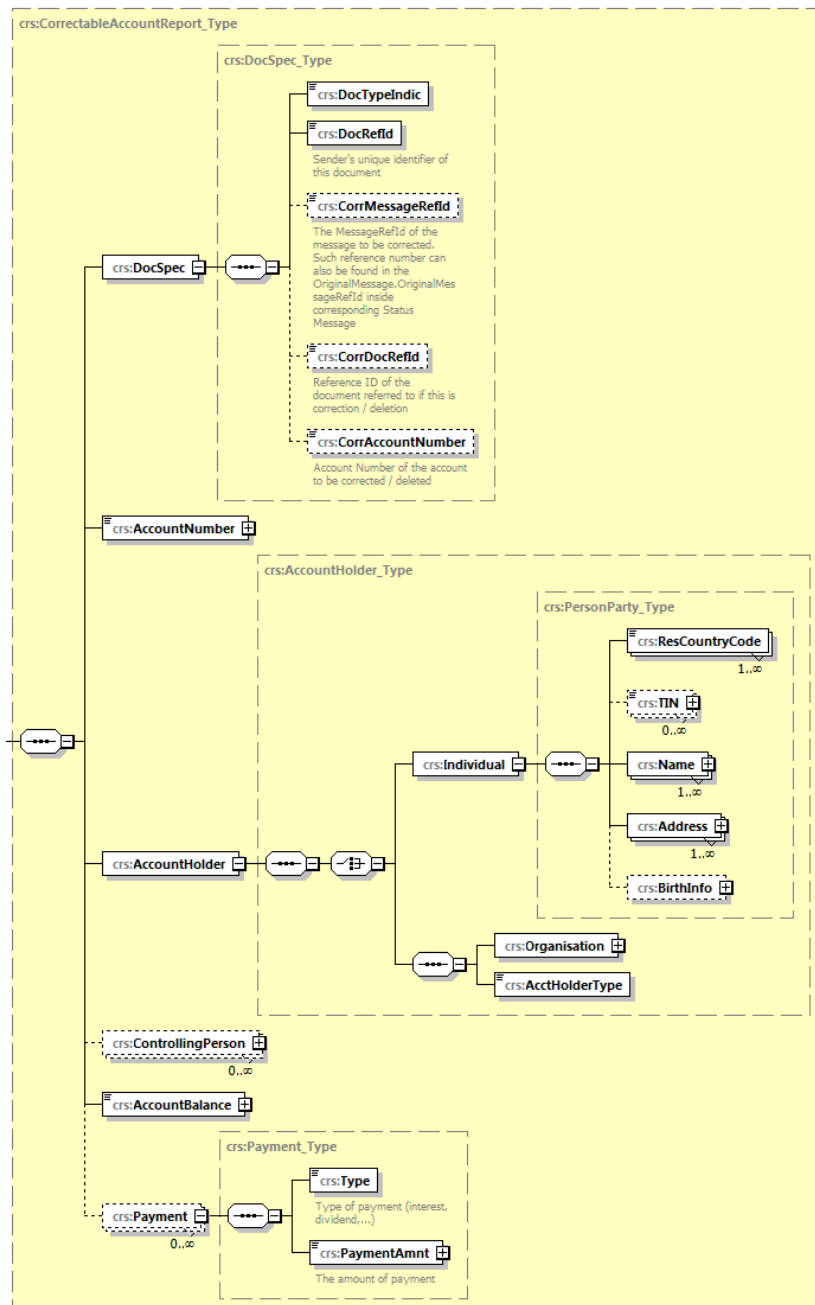 crs:CorrectableAccountReport_Type
crs:DocSpec_Type
crs:DocTypeIndic
crs:DocRefId
Sender's unique identifier of
this document
crs:CorrMessageRefId
The MessageRefId of the
message to be corrected.
Such reference number can
also be found in the
OriginalMessage.OriginalMes
sageRefId inside
corresponding Status
Message
crs:DocSpec
crs:CorrDocRefId
Reference ID of the
document referred to if this is
correction / deletion
crs:CorrAccountNumber
Account Number of the account
to be corrected / deleted
crs:AccountNumber
crs:AccountHolder_Type
crs:PersonParty_Type
crs:ResCountryCode
1..∞
crs:TIN
0..∞
crs:Individual
crs:Name
1..∞
crs:Address
1..∞
crs:AccountHolder
crs:BirthInfo
crs:Organisation
crs:AcctHolderType
crs:ControllingPerson
0..∞
crs:AccountBalance
crs:Payment_Type
crs:Type
Type of payment (interest,
dividend,...)
crs:Payment
0..∞
crs:PaymentAmnt
The amount of payment